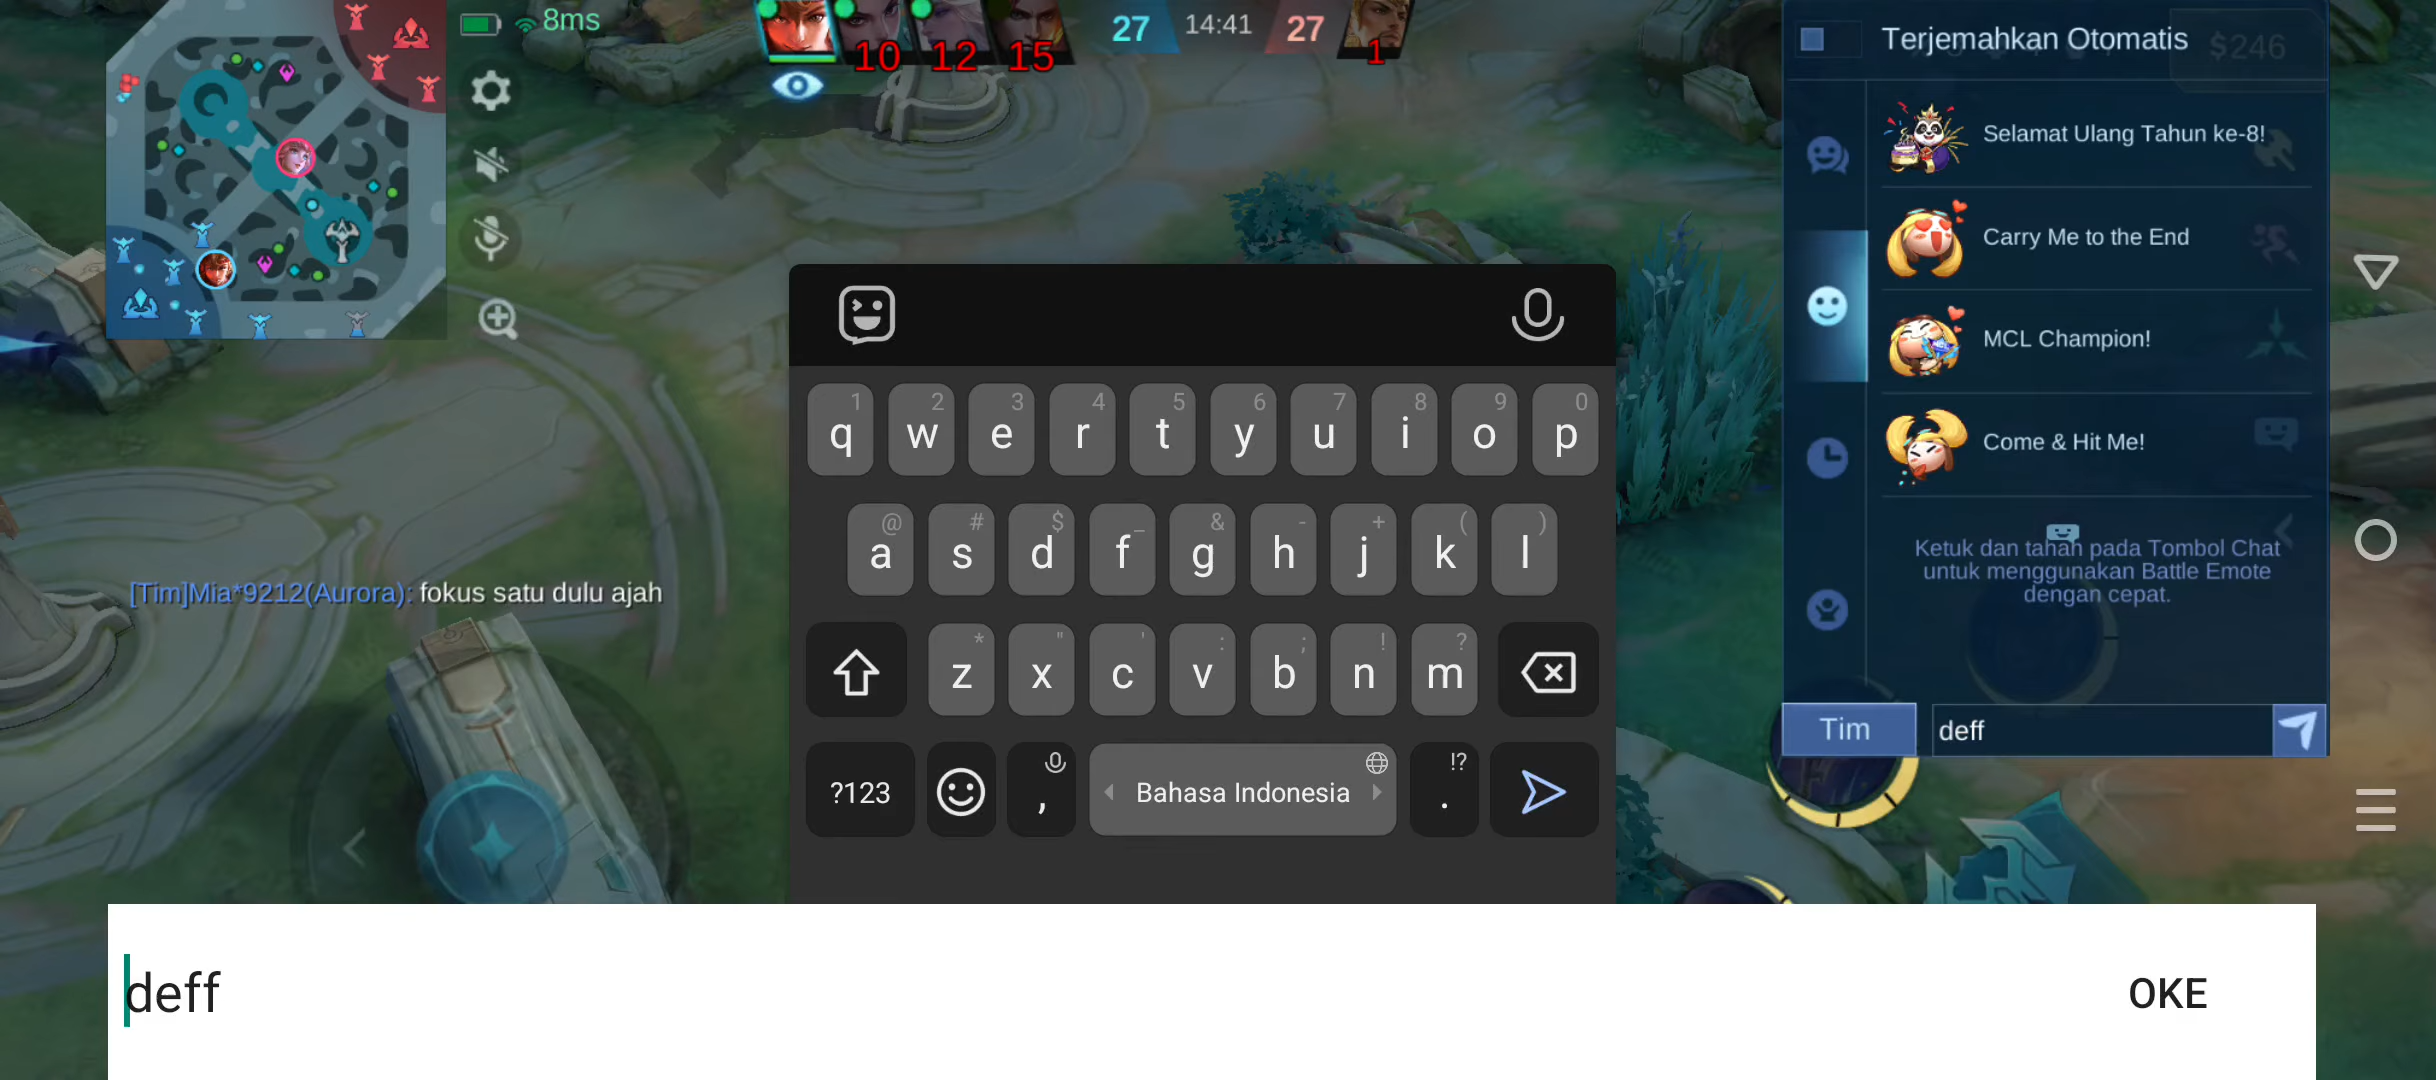 8ms
10
12
15
27
14:41
27
1
Terjemahkan Otomatis
$246
Selamat Ulang Tahun ke-8!
Carry Me to the End
MCL Champion!
Come & Hit Me!
Ketuk dan tahan pada Tombol Chat
untuk menggunakan Battle Emote
dengan cepat.
[Tim]Mia*9212(Aurora): fokus satu dulu ajah
1 2 3 4 5 6 7 8 9 0
q w e r t y u i o p
@ # $ _ & - + ( )
a s d f g h j k l
* " ' : ; ! ?
z x c v b n m
!?
?123 , Bahasa Indonesia .
Tim deff
deff
OKE